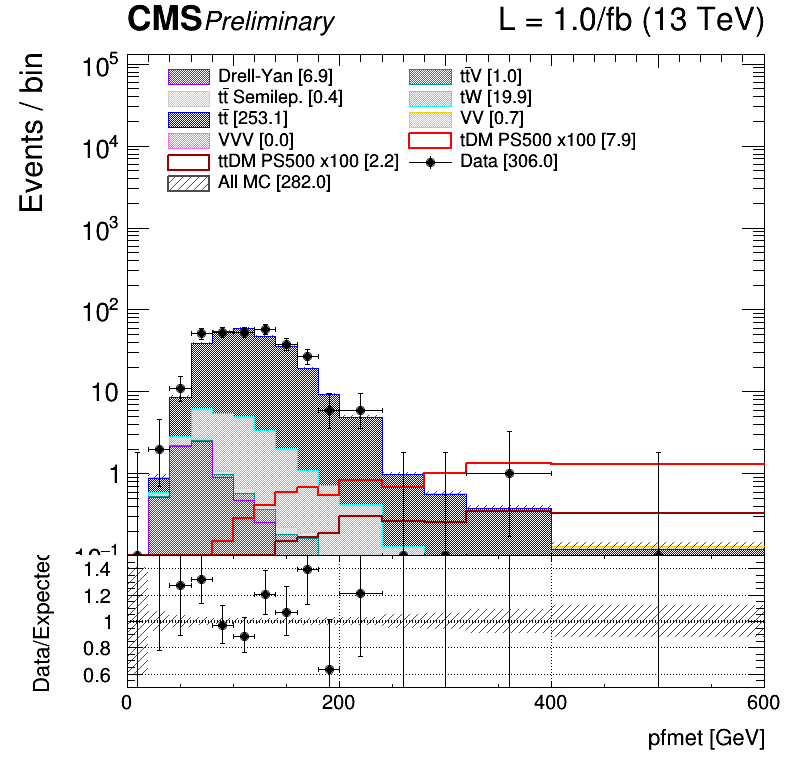 CMS Preliminary L = 1.0/fb (13 TeV)
Events / bin
10^5
10^4
10^3
10^2
10
1
10^-1
Drell-Yan [6.9]
tt̄V [1.0]
tt̄ Semilep. [0.4]
tW [19.9]
tt̄ [253.1]
VV [0.7]
VVV [0.0]
tDM PS500 x100 [7.9]
ttDM PS500 x100 [2.2]
Data [306.0]
All MC [282.0]
Data/Expected
1.4
1.2
1
0.8
0.6
0 200 400 600
pfmet [GeV]